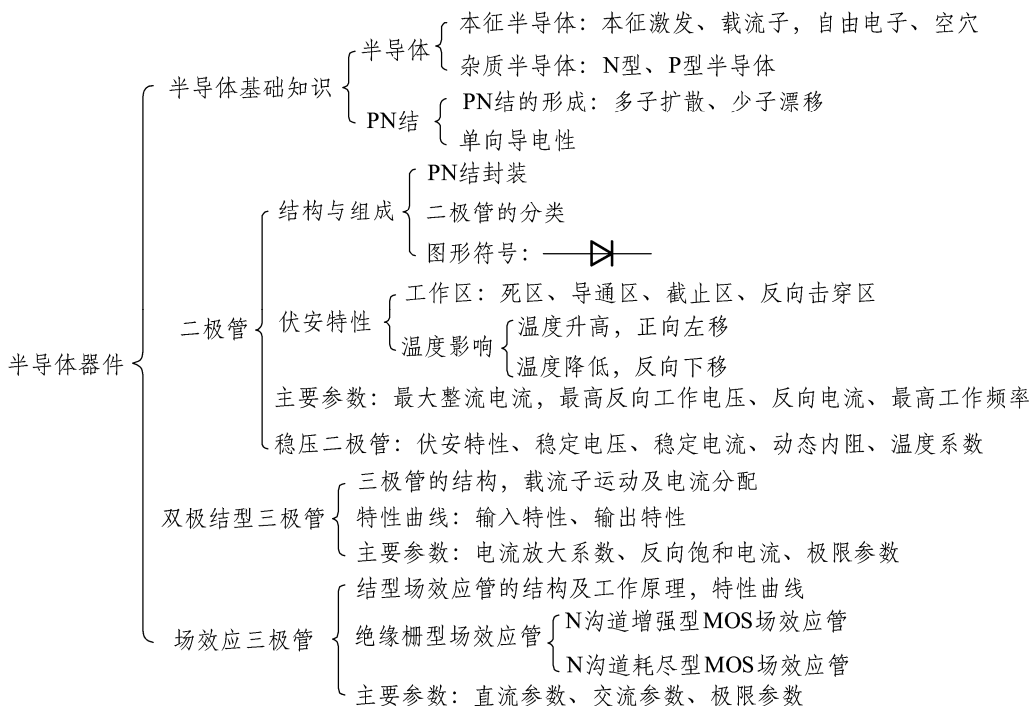 本征半导体：本征激发、载流子，自由电子、空穴
半导体
杂质半导体：N型、P型半导体
半导体基础知识
PN结的形成：多子扩散、少子漂移
PN结
单向导电性
PN结封装
结构与组成
二极管的分类
图形符号：
工作区：死区、导通区、截止区、反向击穿区
伏安特性
温度升高，正向左移
二极管
温度影响
温度降低，反向下移
半导体器件
主要参数：最大整流电流，最高反向工作电压、反向电流、最高工作频率
稳压二极管：伏安特性、稳定电压、稳定电流、动态内阻、温度系数
三极管的结构，载流子运动及电流分配
双极结型三极管
特性曲线：输入特性、输出特性
主要参数：电流放大系数、反向饱和电流、极限参数
结型场效应管的结构及工作原理，特性曲线
N沟道增强型MOS场效应管
场效应三极管
绝缘栅型场效应管
N沟道耗尽型MOS场效应管
主要参数：直流参数、交流参数、极限参数